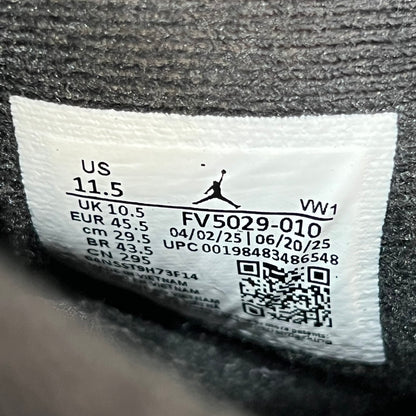 US
11.5
VW1
UK 10.5
FV5029-010
EUR 45.5
04/02/25 | 06/20/25
cm 29.5
UPC 00198483486548
BR 43.5
CN 295